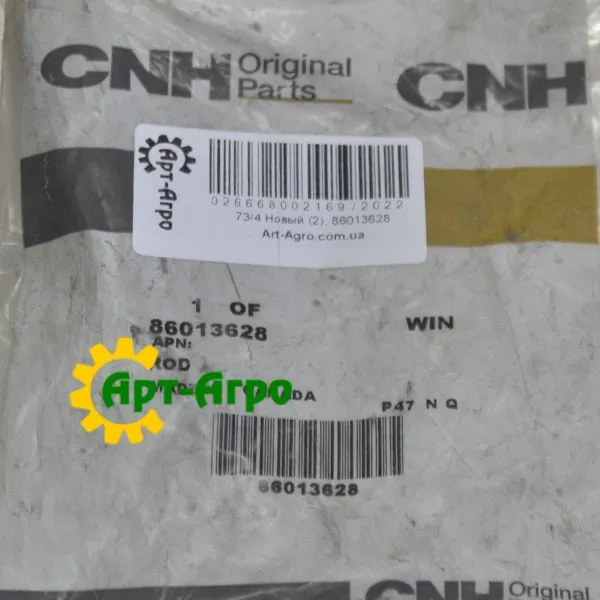 CNH Original Parts CNH
Арт-Агро
026668002169/2022
73/4 Новый (2), 86013628
Art-Agro.com.ua
1 OF
86013628 WIN
APN:
ROD
Арт-Агро
P47 N Q
86013628
CNH Original